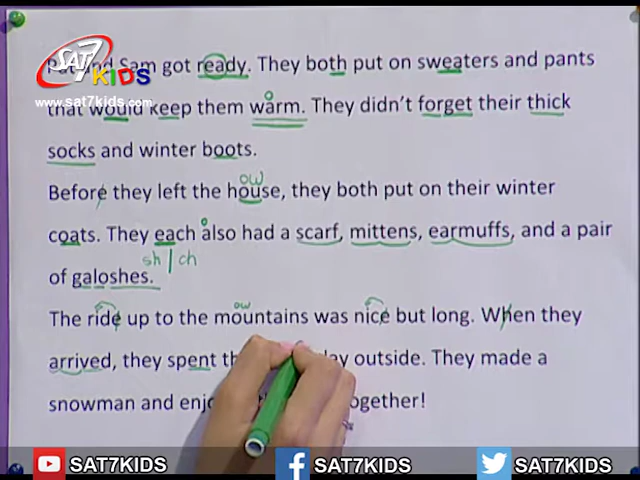 SAT7 KIDS
www.sat7kids.com
and Sam got ready. They both put on sweaters and pants
that would keep them warm. They didn't forget their thick
socks and winter boots.
ow
Before they left the house, they both put on their winter
coats. They each also had a scarf, mittens, earmuffs, and a pair
sh | ch
of galoshes.
ow
The ride up to the mountains was nice but long. When they
arrived, they spent outside. They made a
snowman and together!
SAT7KIDS SAT7KIDS SAT7KIDS